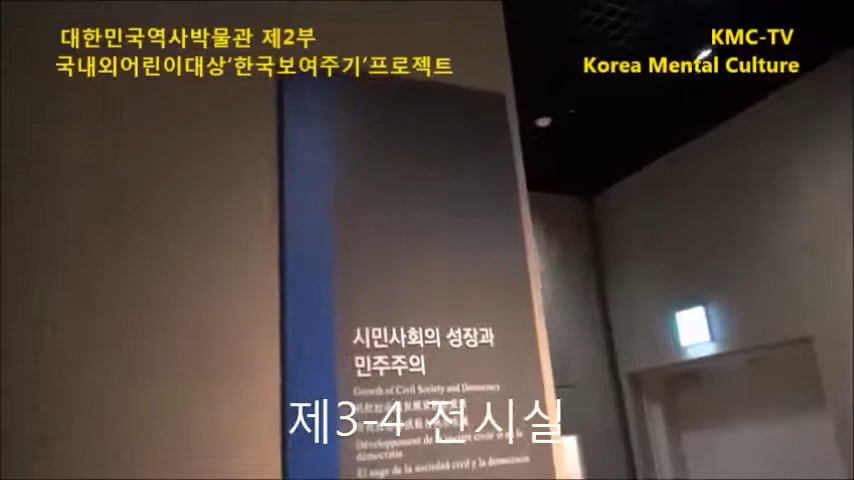 대한민국역사박물관 제2부
국내외어린이대상‘한국보여주기’프로젝트
KMC-TV
Korea Mental Culture
시민사회의 성장과
민주주의
Growth of Civil Society and Democracy
제3-4 전시실
démocratie
El auge de la sociedad civil y la democracia